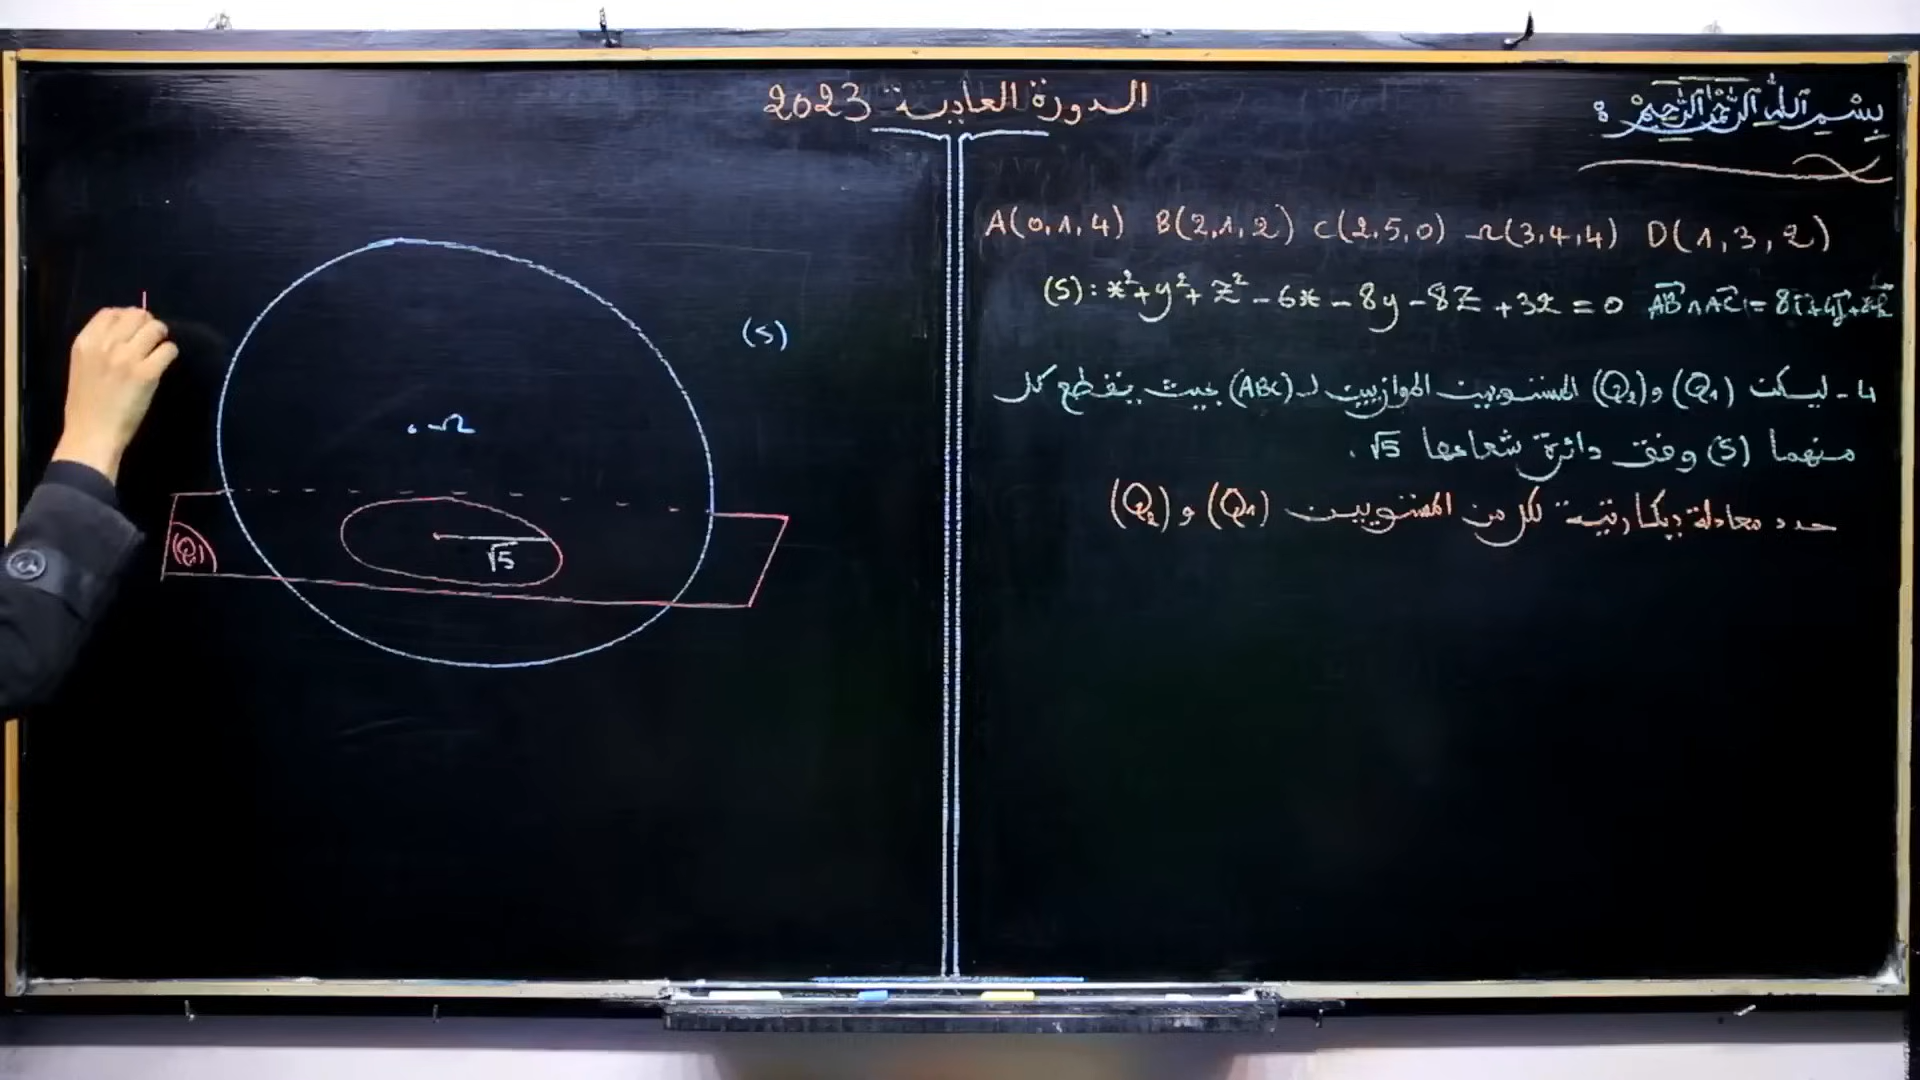 الدورة العادية 2023
بسم الله الرحمن الرحيم :
A(0,1,4) B(2,1,2) C(2,5,0) Ω(3,4,4) D(1,3,2)
(S): x²+y²+z²-6x-8y-8z+32=0 AB∧AC=8i+4j+8k
4- ليكن (Q1) و (Q2) المستويين الموازيين لـ (ABC) بحيث يقطع كل
منهما (S) وفق دائرة شعاعها √5 .
حدد معادلة ديكارتية لكل من المستويين (Q1) و (Q2)
(S)
. Ω
(Q1)
√5